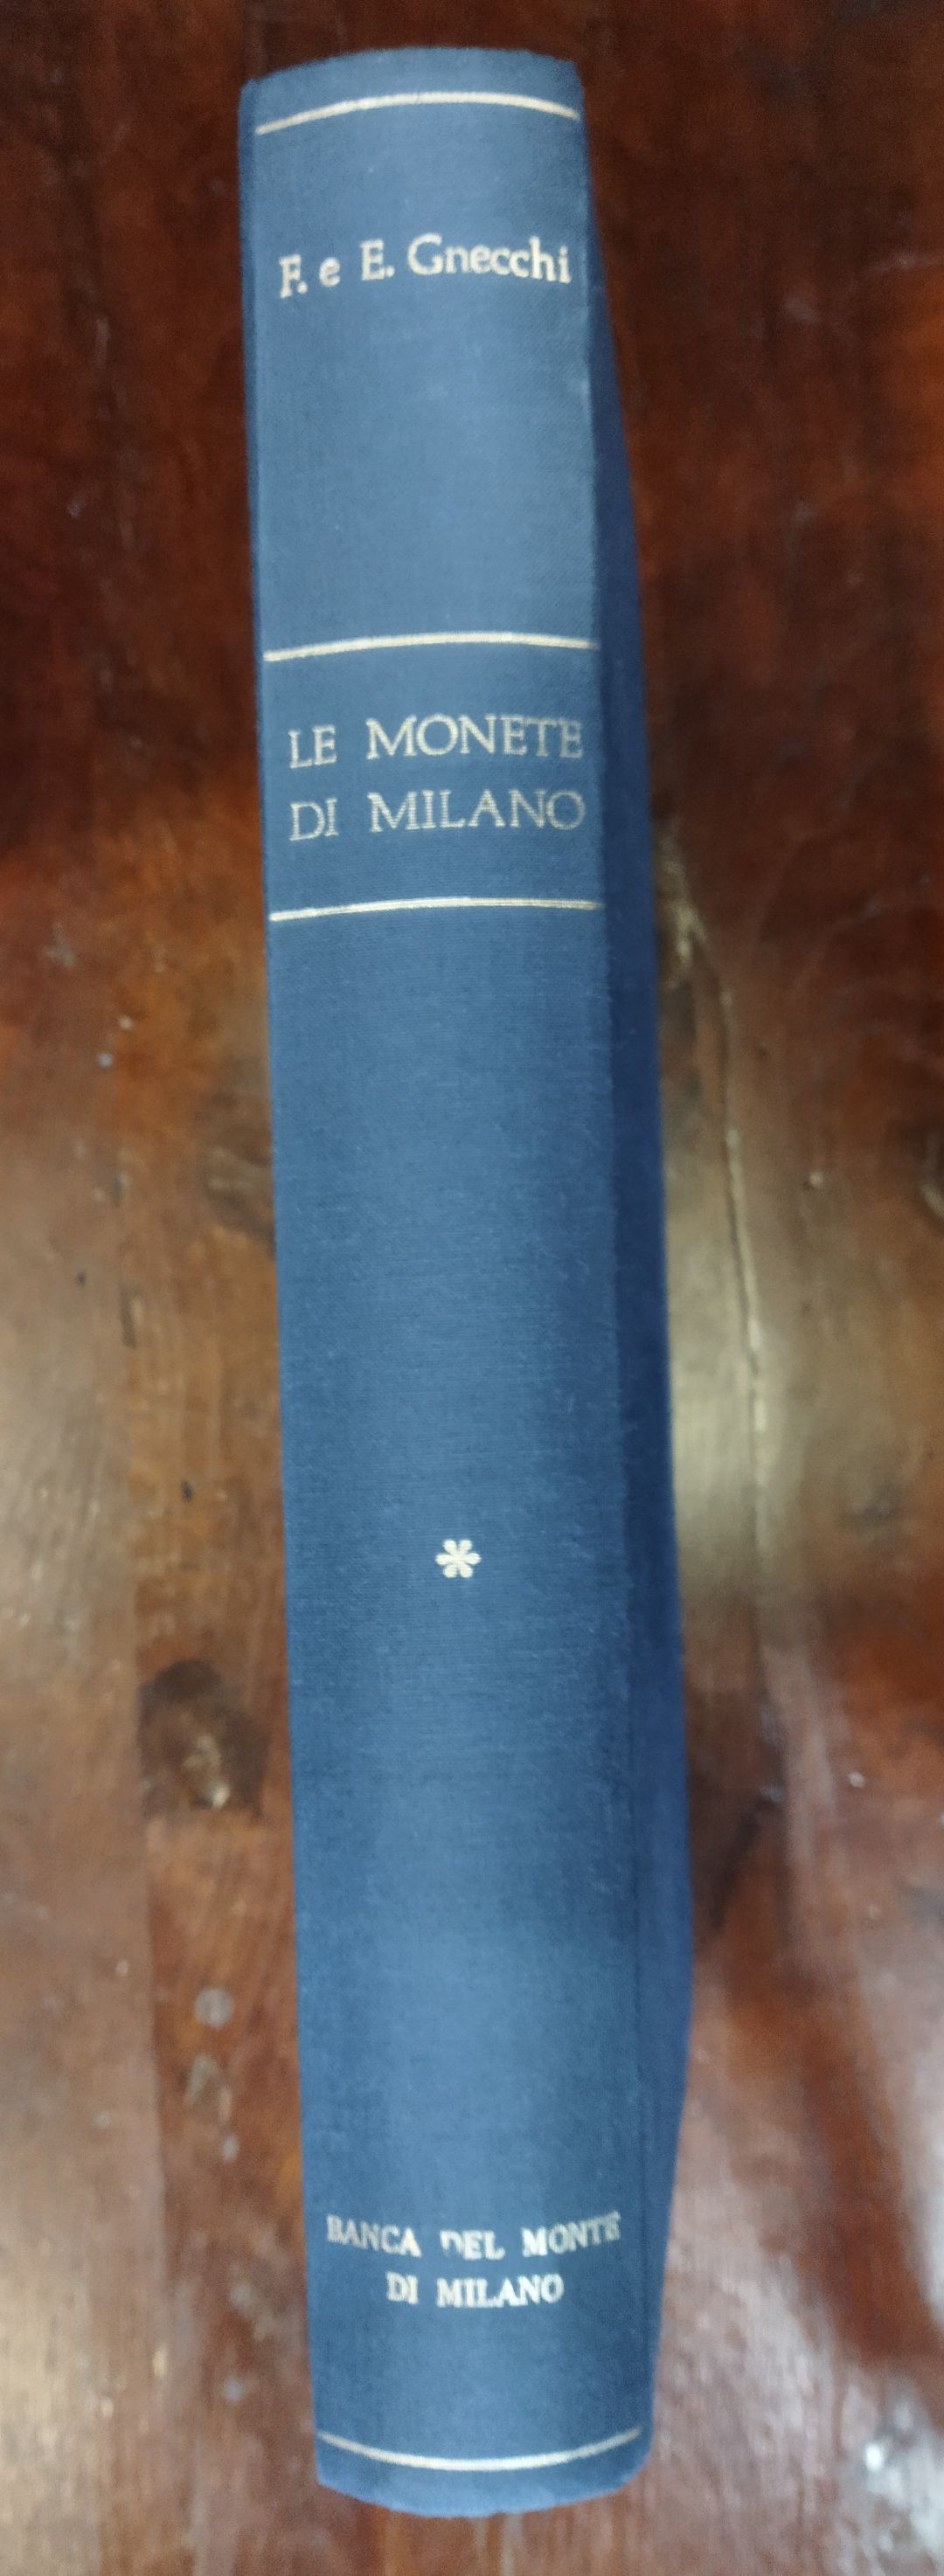 F. e E. Gnecchi
LE MONETE
DI MILANO
*
BANCA DEL MONTE
DI MILANO